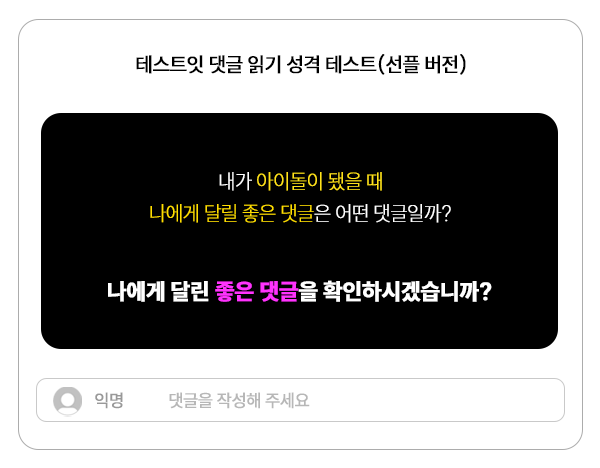 테스트잇 댓글 읽기 성격 테스트(선플 버전)
내가 아이돌이 됐을 때
나에게 달릴 좋은 댓글은 어떤 댓글일까?
나에게 달린 좋은 댓글을 확인하시겠습니까?
익명 댓글을 작성해 주세요